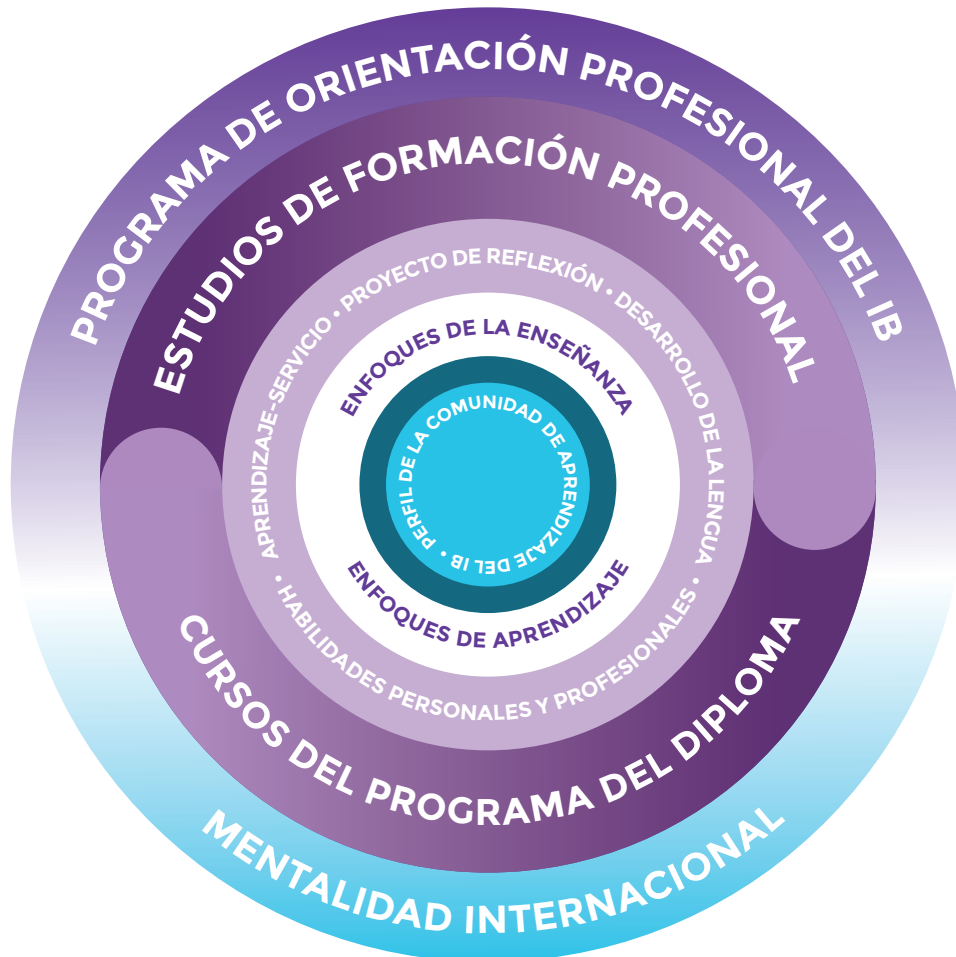 PROGRAMA DE ORIENTACIÓN PROFESIONAL DEL IB
ESTUDIOS DE FORMACIÓN PROFESIONAL
APRENDIZAJE-SERVICIO • PROYECTO DE REFLEXIÓN • DESARROLLO DE LA LENGUA • HABILIDADES PERSONALES Y PROFESIONALES •
ENFOQUES DE LA ENSEÑANZA
PERFIL DE LA COMUNIDAD DE APRENDIZAJE DEL IB •
ENFOQUES DE APRENDIZAJE
CURSOS DEL PROGRAMA DEL DIPLOMA
MENTALIDAD INTERNACIONAL